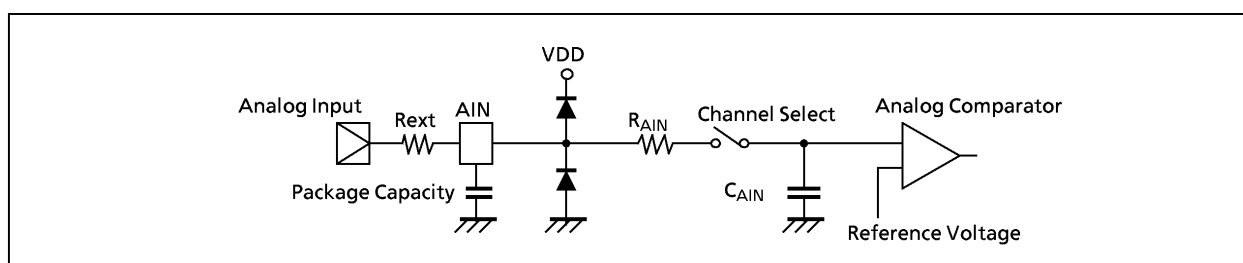 VDD
Analog Input
Rext
AIN
RAIN
Channel Select
Analog Comparator
Package Capacity
CAIN
Reference Voltage